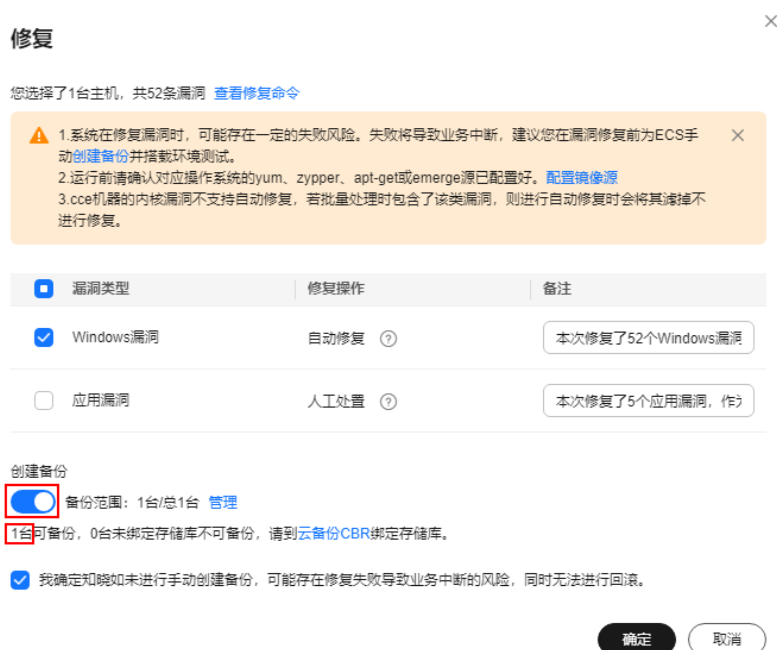 修复
您选择了1台主机，共52条漏洞 查看修复命令
1.系统在修复漏洞时，可能存在一定的失败风险。失败将导致业务中断，建议您在漏洞修复前为ECS手
动创建备份并搭载环境测试。
2.运行前请确认对应操作系统的yum、zypper、apt-get或emerge源已配置好。配置镜像源
3.cce机器的内核漏洞不支持自动修复，若批量处理时包含了该类漏洞，则进行自动修复时会将其滤掉不
进行修复。
漏洞类型 修复操作 备注
Windows漏洞 自动修复 本次修复了52个Windows漏洞
应用漏洞 人工处置 本次修复了5个应用漏洞，作
创建备份
备份范围：1台/总1台 管理
1台可备份，0台未绑定存储库不可备份，请到云备份CBR绑定存储库。
我确定知晓如未进行手动创建备份，可能存在修复失败导致业务中断的风险，同时无法进行回滚。
确定 取消